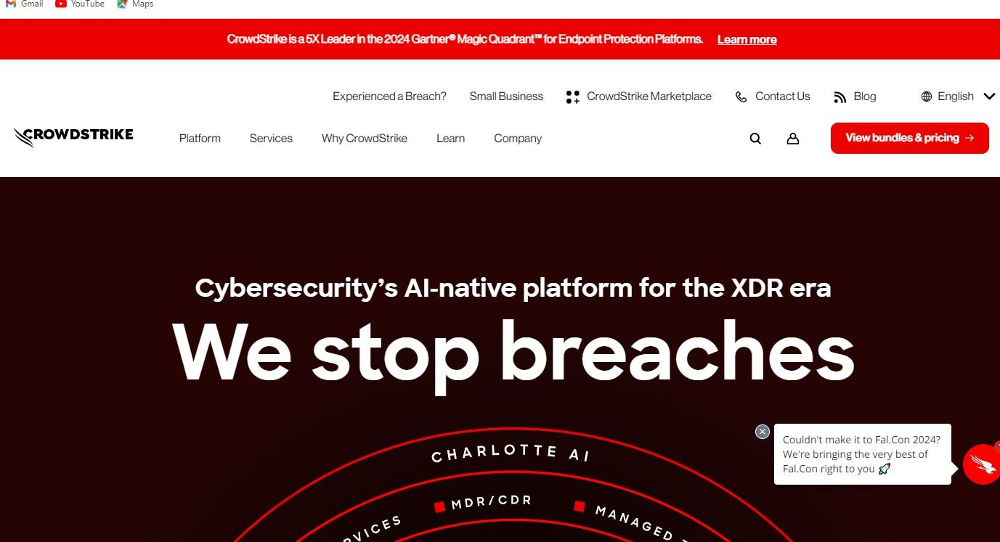 Gmail YouTube Maps
CrowdStrike is a 5X Leader in the 2024 Gartner® Magic Quadrant™ for Endpoint Protection Platforms. Learn more
Experienced a Breach? Small Business CrowdStrike Marketplace Contact Us Blog English
CROWDSTRIKE Platform Services Why CrowdStrike Learn Company View bundles & pricing →
Cybersecurity’s AI-native platform for the XDR era
We stop breaches
CHARLOTTE AI
Couldn't make it to Fal.Con 2024?
We're bringing the very best of
Fal.Con right to you 🚀
MDR/CDR MANAGED